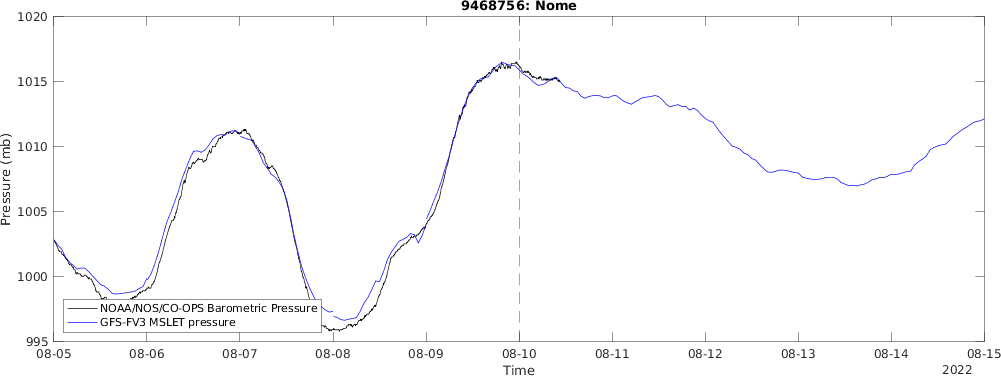 9468756: Nome
1020
1015
1010
1005
1000
995
Pressure (mb)
NOAA/NOS/CO-OPS Barometric Pressure
GFS-FV3 MSLET pressure
08-05 08-06 08-07 08-08 08-09 08-10 08-11 08-12 08-13 08-14 08-15
Time
2022